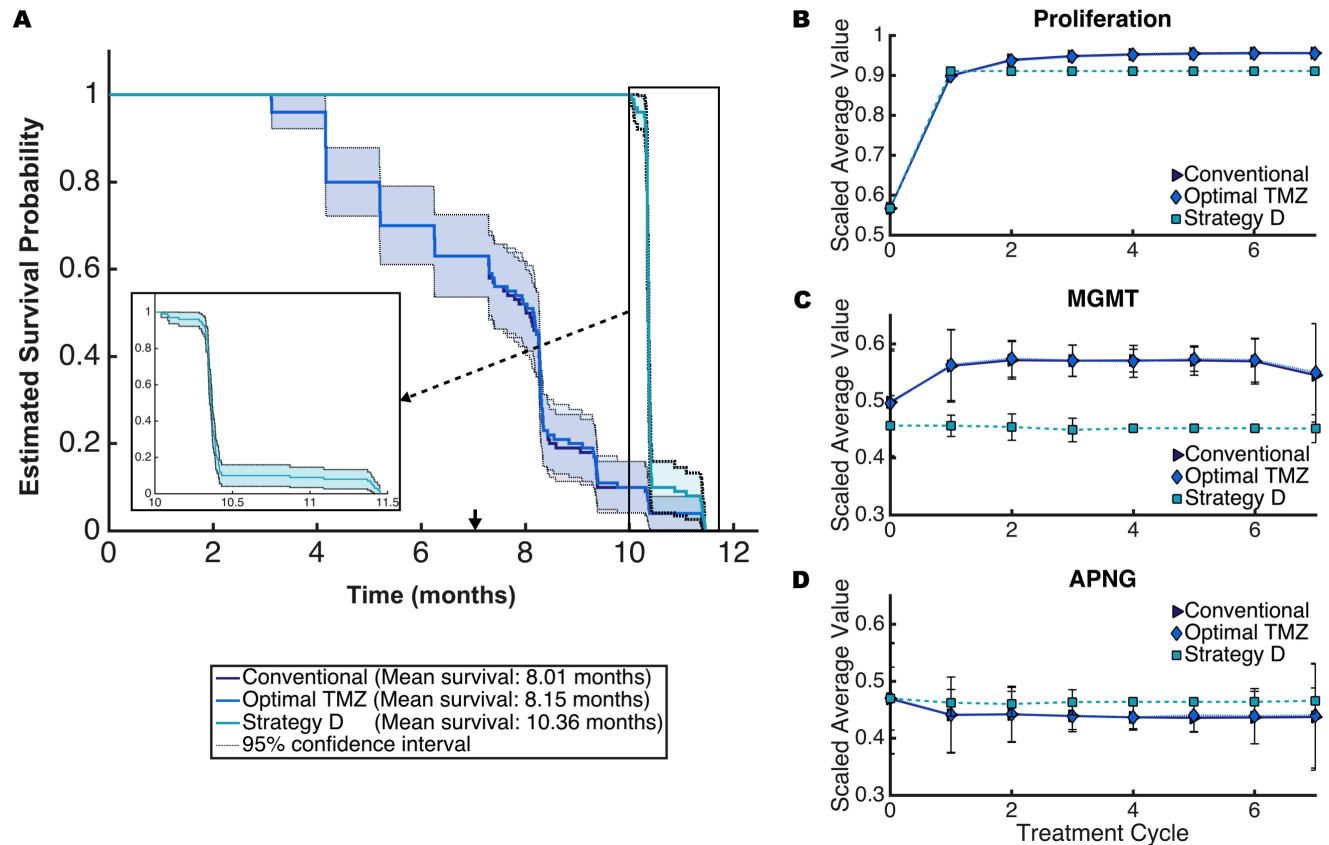 A
Estimated Survival Probability
1
0.8
0.6
0.4
0.2
0
0 2 4 6 8 10 12
Time (months)
1
0.8
0.6
0.4
0.2
0
10 10.5 11 11.5
Conventional (Mean survival: 8.01 months)
Optimal TMZ (Mean survival: 8.15 months)
Strategy D (Mean survival: 10.36 months)
95% confidence interval
B
Proliferation
Scaled Average Value
1
0.9
0.8
0.7
0.6
0.5
0 2 4 6
Conventional
Optimal TMZ
Strategy D
C
MGMT
Scaled Average Value
0.6
0.5
0.4
0.3
0 2 4 6
Conventional
Optimal TMZ
Strategy D
D
APNG
Scaled Average Value
0.6
0.5
0.4
0.3
0 2 4 6
Conventional
Optimal TMZ
Strategy D
Treatment Cycle